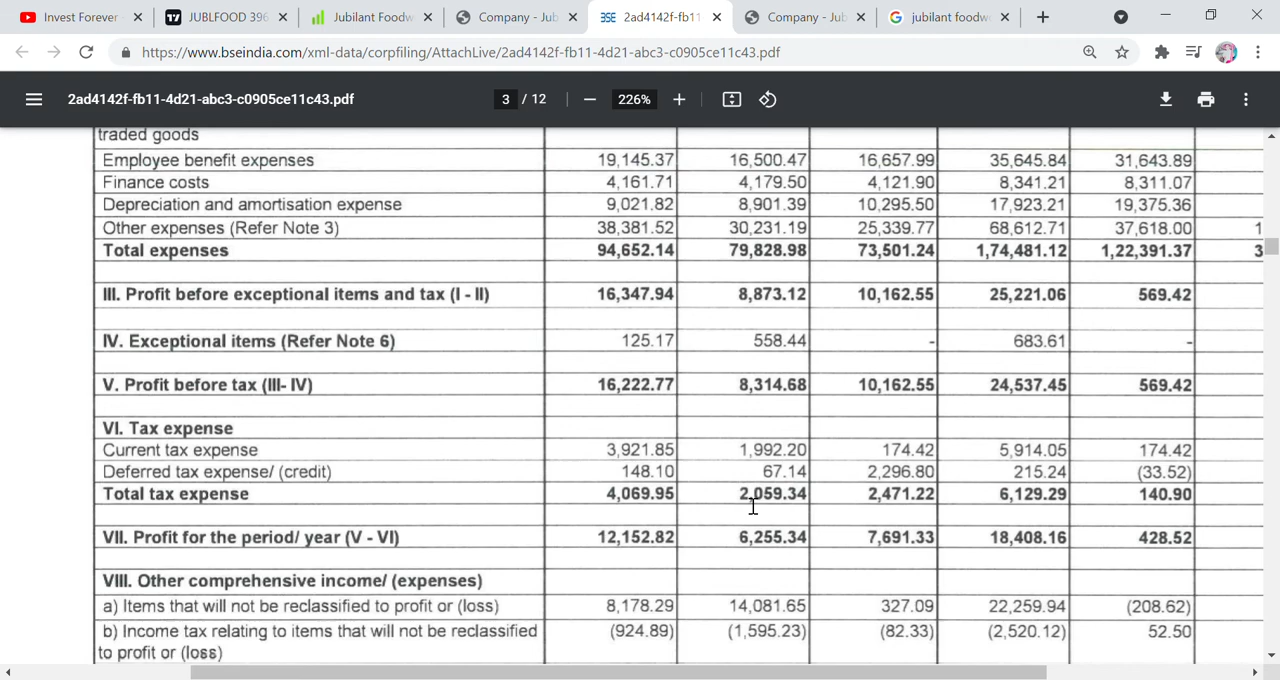 Invest Forever
JUBLFOOD 396
Jubilant Foodw
Company - Jub
BSE 2ad4142f-fb11
Company - Jub
jubilant foodw
https://www.bseindia.com/xml-data/corpfiling/AttachLive/2ad4142f-fb11-4d21-abc3-c0905ce11c43.pdf
2ad4142f-fb11-4d21-abc3-c0905ce11c43.pdf 3 / 12 226%
traded goods
Employee benefit expenses 19,145.37 16,500.47 16,657.99 35,645.84 31,643.89
Finance costs 4,161.71 4,179.50 4,121.90 8,341.21 8,311.07
Depreciation and amortisation expense 9,021.82 8,901.39 10,295.50 17,923.21 19,375.36
Other expenses (Refer Note 3) 38,381.52 30,231.19 25,339.77 68,612.71 37,618.00 1
Total expenses 94,652.14 79,828.98 73,501.24 1,74,481.12 1,22,391.37 3
III. Profit before exceptional items and tax (I - II) 16,347.94 8,873.12 10,162.55 25,221.06 569.42
IV. Exceptional items (Refer Note 6) 125.17 558.44 - 683.61 -
V. Profit before tax (III- IV) 16,222.77 8,314.68 10,162.55 24,537.45 569.42
VI. Tax expense
Current tax expense 3,921.85 1,992.20 174.42 5,914.05 174.42
Deferred tax expense/ (credit) 148.10 67.14 2,296.80 215.24 (33.52)
Total tax expense 4,069.95 2,059.34 2,471.22 6,129.29 140.90
VII. Profit for the period/ year (V - VI) 12,152.82 6,255.34 7,691.33 18,408.16 428.52
VIII. Other comprehensive income/ (expenses)
a) Items that will not be reclassified to profit or (loss) 8,178.29 14,081.65 327.09 22,259.94 (208.62)
b) Income tax relating to items that will not be reclassified (924.89) (1,595.23) (82.33) (2,520.12) 52.50
to profit or (loss)